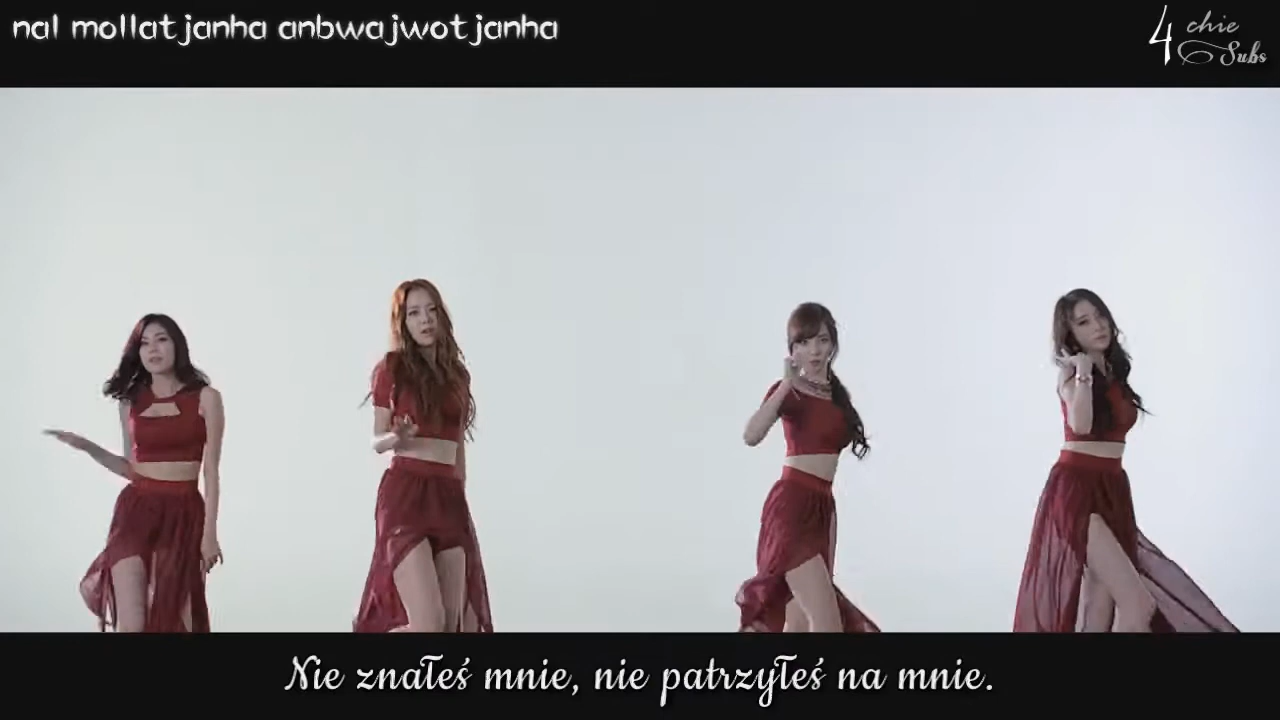 nal mollatjanha anbwajwotjanha
4 chie
Subs
Nie znałeś mnie, nie patrzyłeś na mnie.